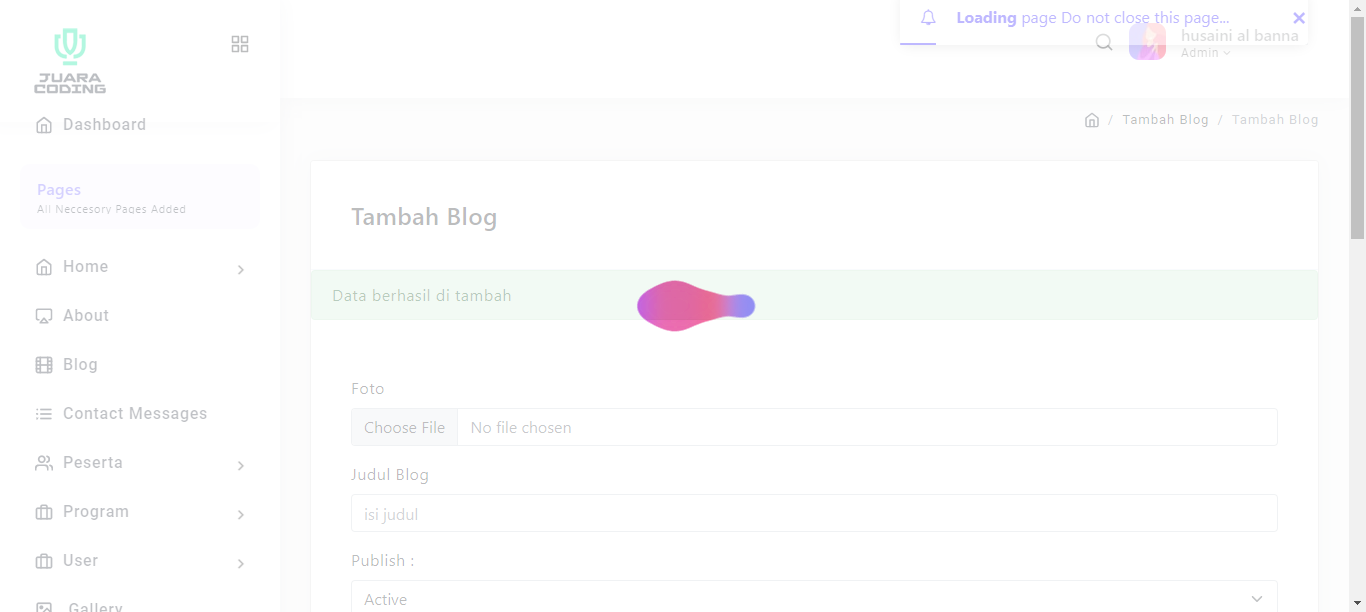 Loading page Do not close this page...
JUARA
CODING
husaini al banna
Admin
Dashboard
/ Tambah Blog / Tambah Blog
Pages
All Neccesory Pages Added
Tambah Blog
Home
Data berhasil di tambah
About
Blog
Foto
Contact Messages
Choose File No file chosen
Peserta
Judul Blog
Program
isi judul
User
Publish :
Gallery
Active